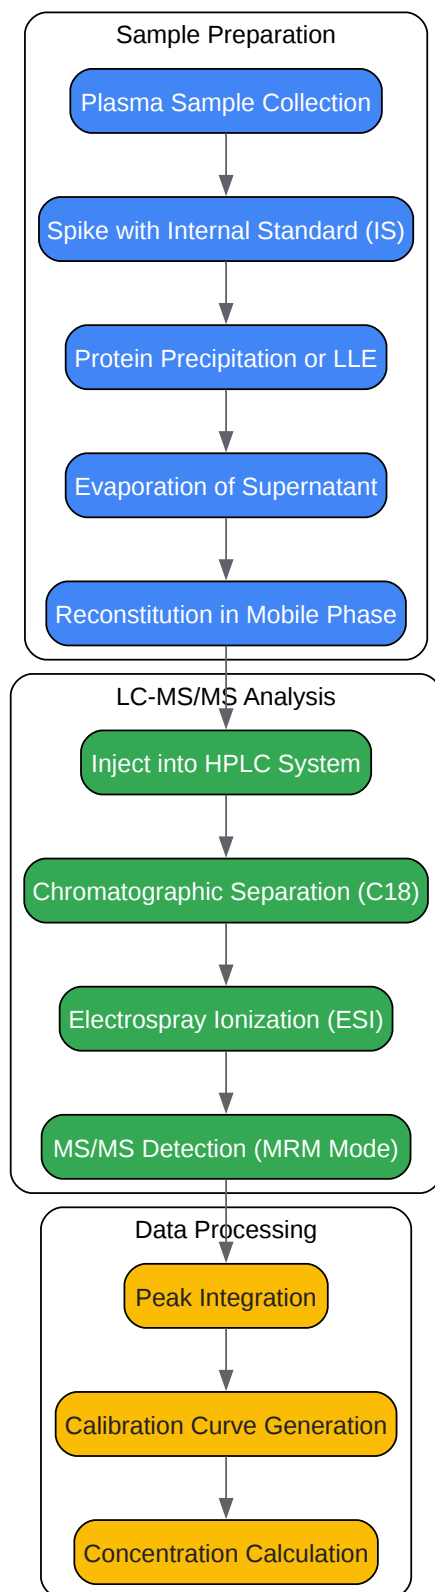 Sample Preparation
Plasma Sample Collection
Spike with Internal Standard (IS)
Protein Precipitation or LLE
Evaporation of Supernatant
Reconstitution in Mobile Phase
LC-MS/MS Analysis
Inject into HPLC System
Chromatographic Separation (C18)
Electrospray Ionization (ESI)
MS/MS Detection (MRM Mode)
Data Processing
Peak Integration
Calibration Curve Generation
Concentration Calculation